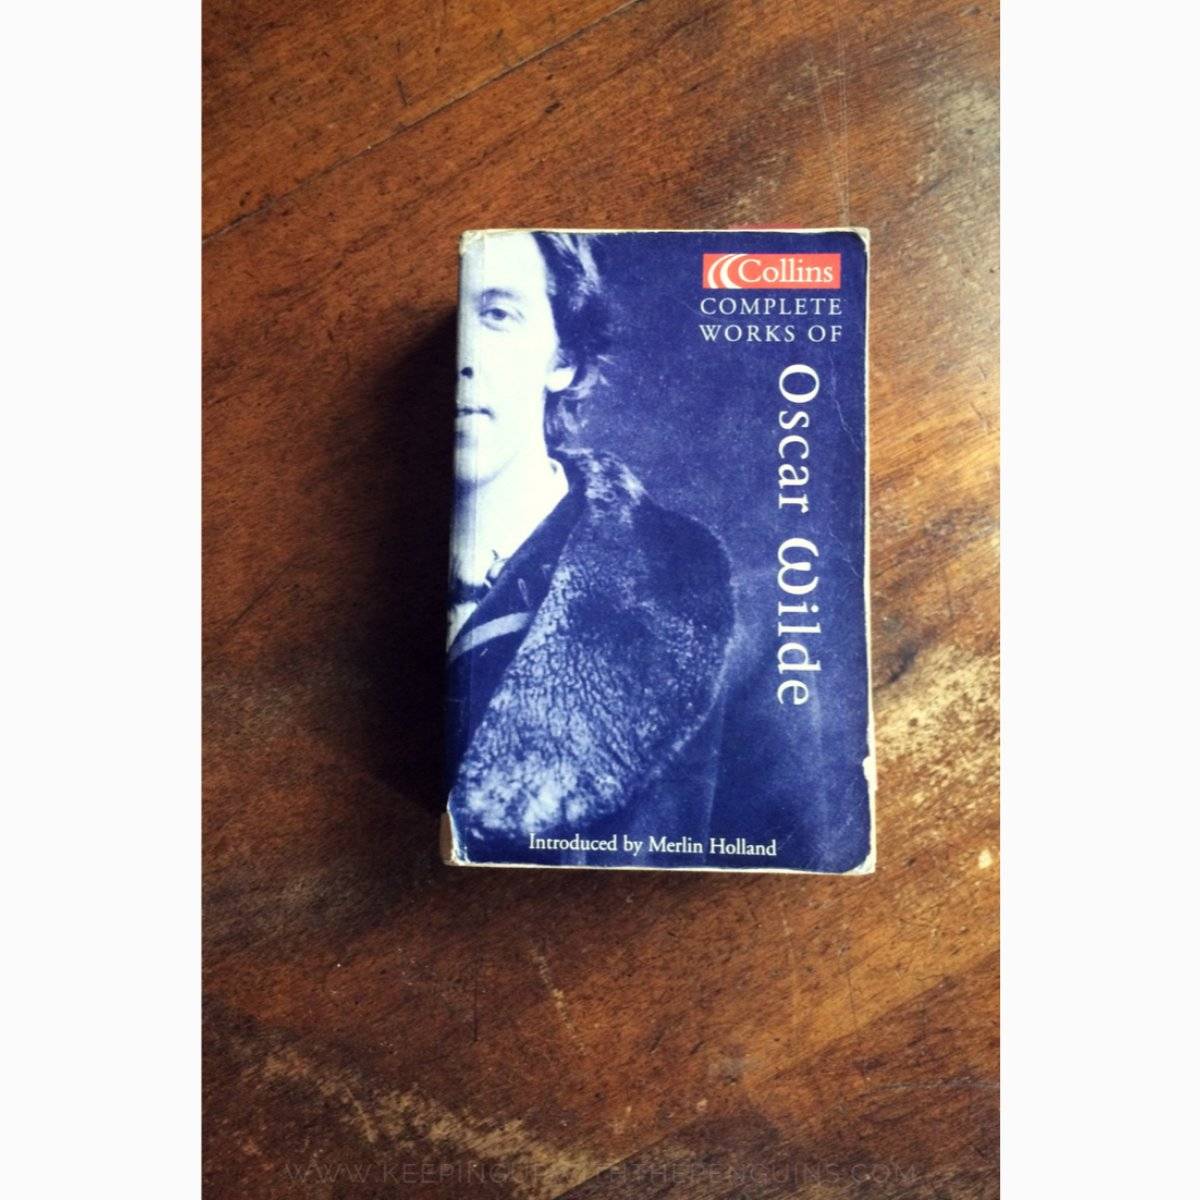 Collins
COMPLETE
WORKS OF
Oscar Wilde
Introduced by Merlin Holland
WWW.KEEPINGUPWITHTHEPENGUINS.COM